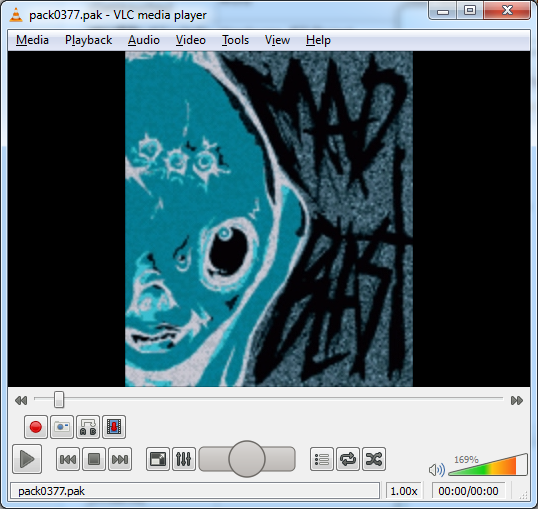 pack0377.pak - VLC media player
Media Playback Audio Video Tools View Help
MAD
BLAST
A B
169%
pack0377.pak 1.00x 00:00/00:00